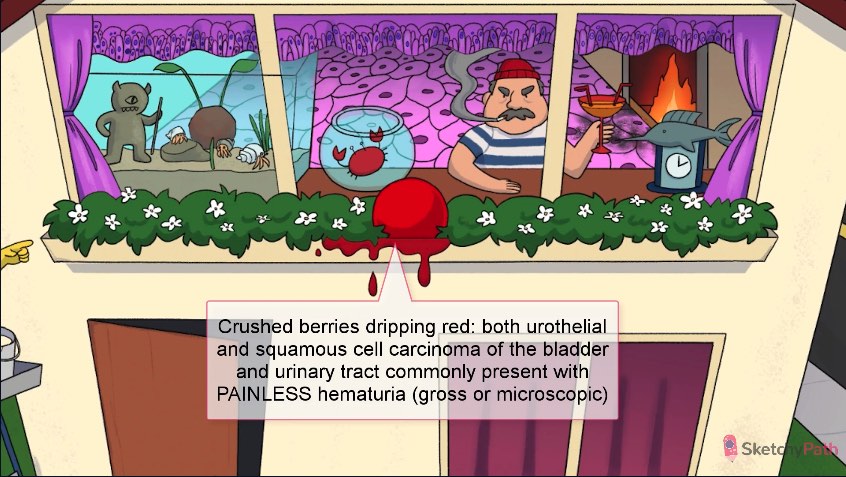 Crushed berries dripping red: both urothelial
and squamous cell carcinoma of the bladder
and urinary tract commonly present with
PAINLESS hematuria (gross or microscopic)
SketchyPath